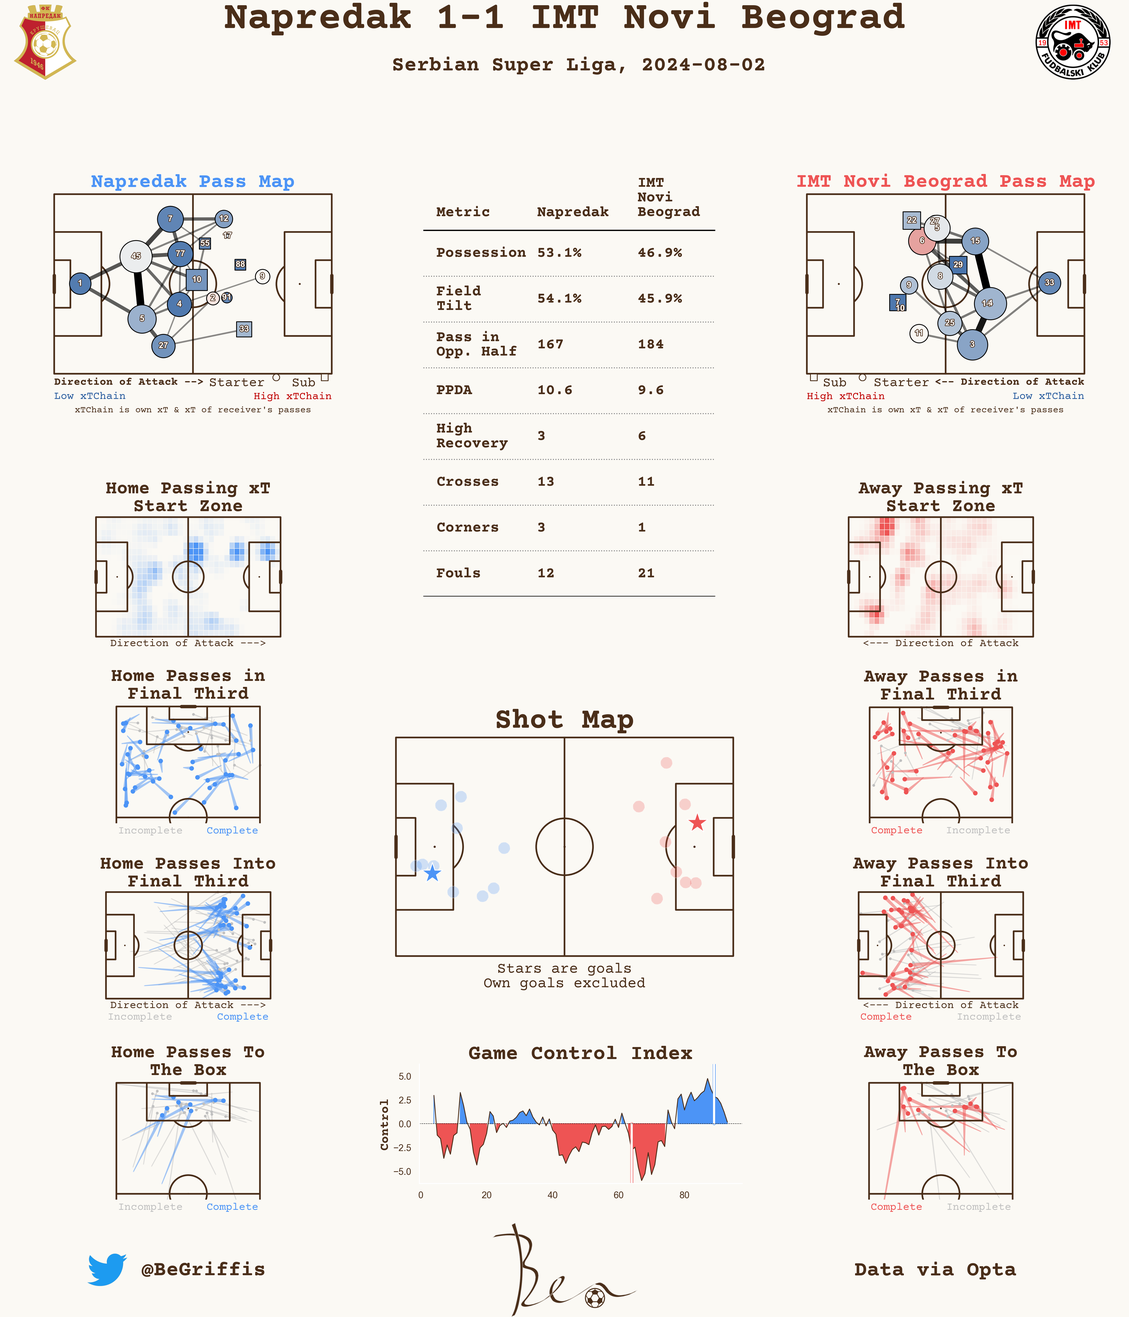 Napredak 1-1 IMT Novi Beograd
Serbian Super Liga, 2024-08-02
ФК
НАПРЕДАК
1946
IMT
19 53
FUDBALSKI KLUB
Napredak Pass Map
7
12
17
55
45
77
88
1
10
9
2
5
4
33
27
Direction of Attack --> Starter Sub
Low xTChain High xTChain
xTChain is own xT & xT of receiver's passes
Metric Napredak IMT Novi Beograd
Possession 53.1% 46.9%
Field Tilt 54.1% 45.9%
Pass in Opp. Half 167 184
PPDA 10.6 9.6
High Recovery 3 6
Crosses 13 11
Corners 3 1
Fouls 12 21
IMT Novi Beograd Pass Map
22
27
5
6
15
29
8
9
33
7
10
14
25
11
3
Sub Starter <-- Direction of Attack
High xTChain Low xTChain
xTChain is own xT & xT of receiver's passes
Home Passing xT
Start Zone
Direction of Attack --->
Away Passing xT
Start Zone
<--- Direction of Attack
Home Passes in
Final Third
Incomplete Complete
Away Passes in
Final Third
Complete Incomplete
Shot Map
Stars are goals
Own goals excluded
Home Passes Into
Final Third
Direction of Attack --->
Incomplete Complete
Away Passes Into
Final Third
<--- Direction of Attack
Complete Incomplete
Home Passes To
The Box
Incomplete Complete
Game Control Index
Control
5.0
2.5
0.0
−2.5
−5.0
0 20 40 60 80
Away Passes To
The Box
Complete Incomplete
@BeGriffis
Bea
Data via Opta